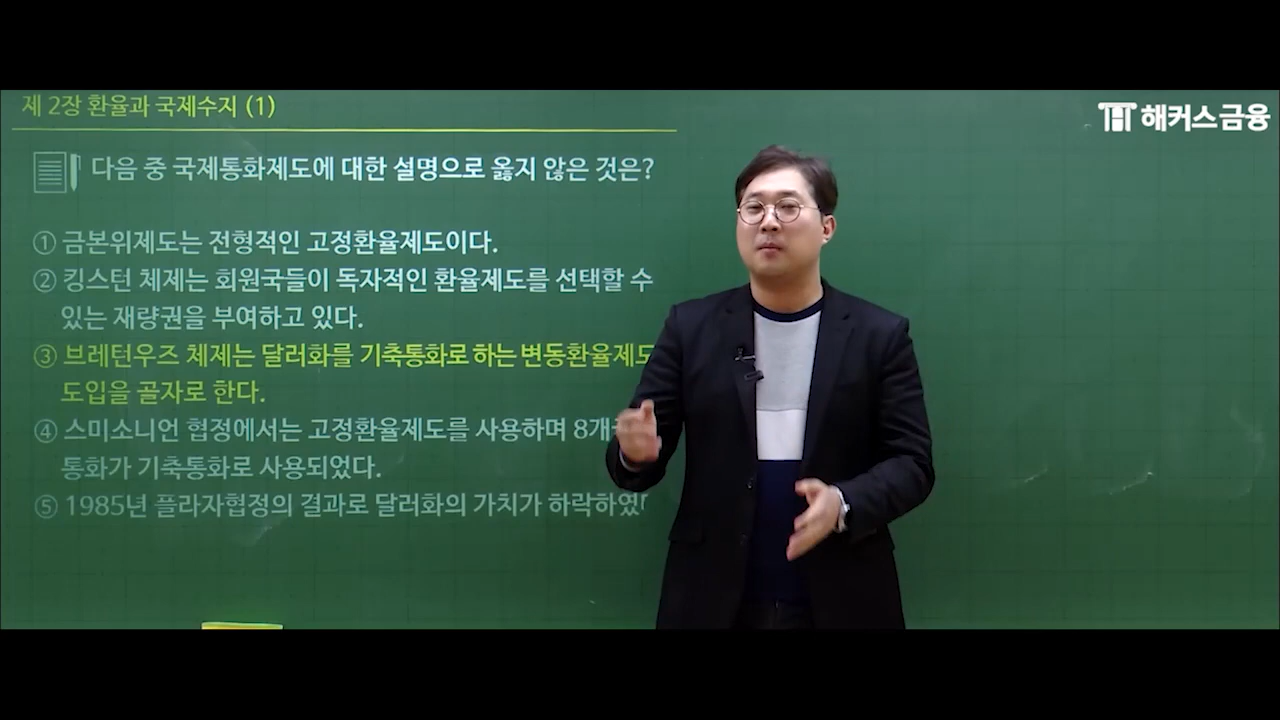 제 2장 환율과 국제수지 (1)
해커스금융
다음 중 국제통화제도에 대한 설명으로 옳지 않은 것은?
① 금본위제도는 전형적인 고정환율제도이다.
② 킹스턴 체제는 회원국들이 독자적인 환율제도를 선택할 수
있는 재량권을 부여하고 있다.
③ 브레턴우즈 체제는 달러화를 기축통화로 하는 변동환율제도
도입을 골자로 한다.
④ 스미소니언 협정에서는 고정환율제도를 사용하며 8개
통화가 기축통화로 사용되었다.
⑤ 1985년 플라자협정의 결과로 달러화의 가치가